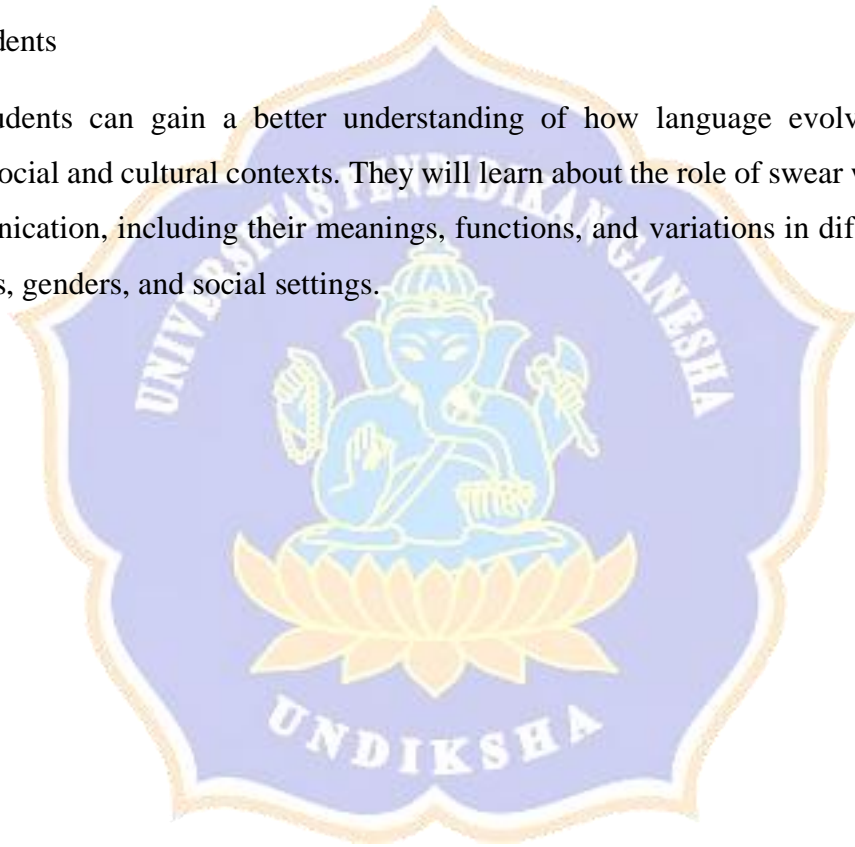 dents
udents can gain a better understanding of how language evolv
ocial and cultural contexts. They will learn about the role of swear
nication, including their meanings, functions, and variations in dif
s, genders, and social settings.
UNIVERSITAS PENDIDIKAN GANESHA
UNDIKSHA